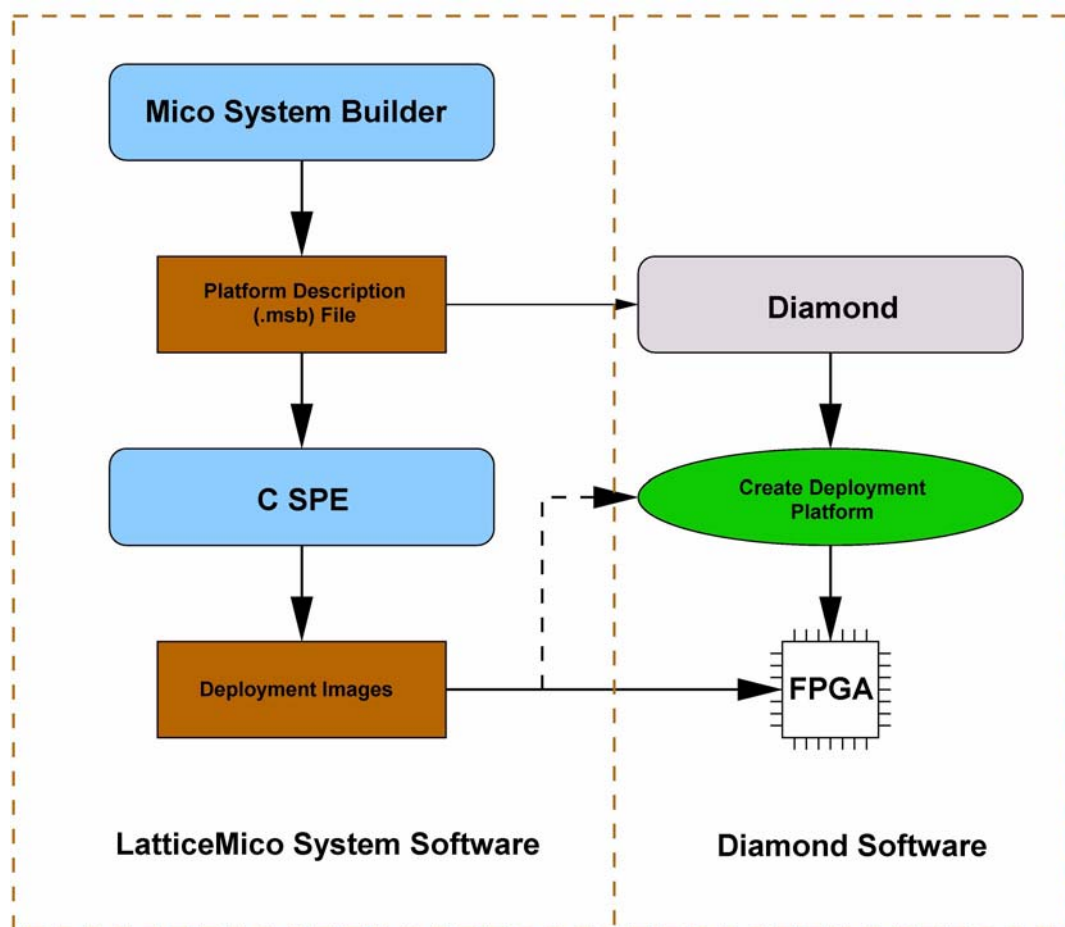 Mico System Builder
Platform Description
(.msb) File
Diamond
C SPE
Create Deployment
Platform
Deployment Images
FPGA
LatticeMico System Software
Diamond Software